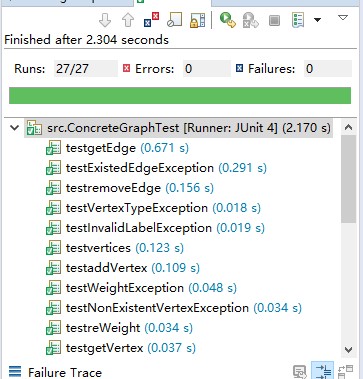 Finished after 2.304 seconds
Runs: 27/27 Errors: 0 Failures: 0
src.ConcreteGraphTest [Runner: JUnit 4] (2.170 s)
testgetEdge (0.671 s)
testExistedEdgeException (0.291 s)
testremoveEdge (0.156 s)
testVertexTypeException (0.018 s)
testInvalidLabelException (0.019 s)
testvertices (0.123 s)
testaddVertex (0.109 s)
testWeightException (0.048 s)
testNonExistentVertexException (0.034 s)
testreWeight (0.034 s)
testgetVertex (0.037 s)
Failure Trace